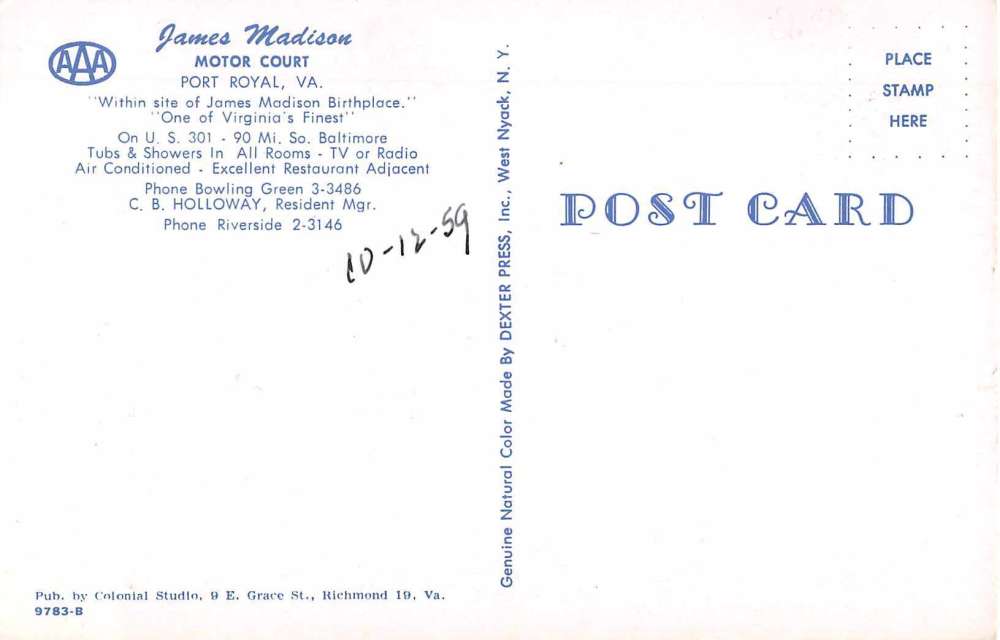 AAA
James Madison
MOTOR COURT
PORT ROYAL, VA.
"Within site of James Madison Birthplace."
"One of Virginia's Finest"
On U. S. 301 - 90 Mi. So. Baltimore
Tubs & Showers In All Rooms - TV or Radio
Air Conditioned - Excellent Restaurant Adjacent
Phone Bowling Green 3-3486
C. B. HOLLOWAY, Resident Mgr.
Phone Riverside 2-3146
10-12-59
Pub. by Colonial Studio, 9 E. Grace St., Richmond 19, Va.
9783-B
Genuine Natural Color Made By DEXTER PRESS, Inc., West Nyack, N. Y.
PLACE
STAMP
HERE
POST CARD